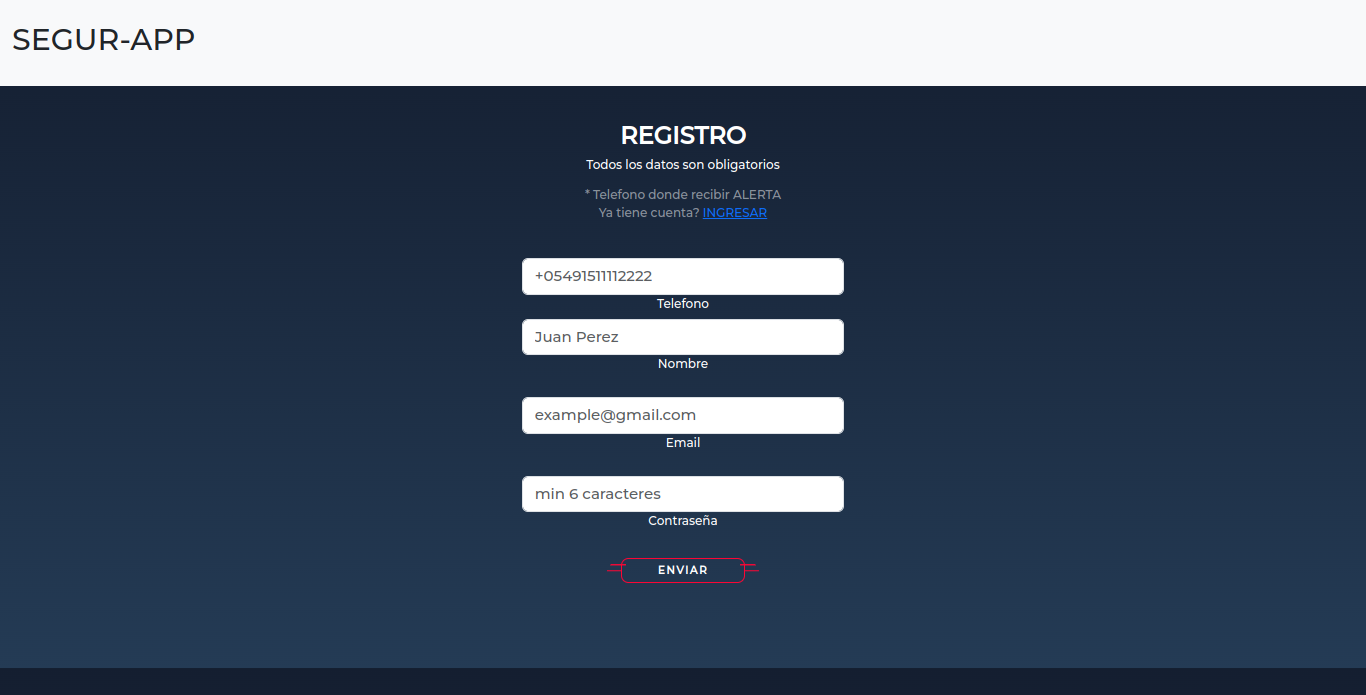 SEGUR-APP
REGISTRO
Todos los datos son obligatorios
* Telefono donde recibir ALERTA
Ya tiene cuenta? INGRESAR
+05491511112222
Telefono
Juan Perez
Nombre
example@gmail.com
Email
min 6 caracteres
Contraseña
ENVIAR